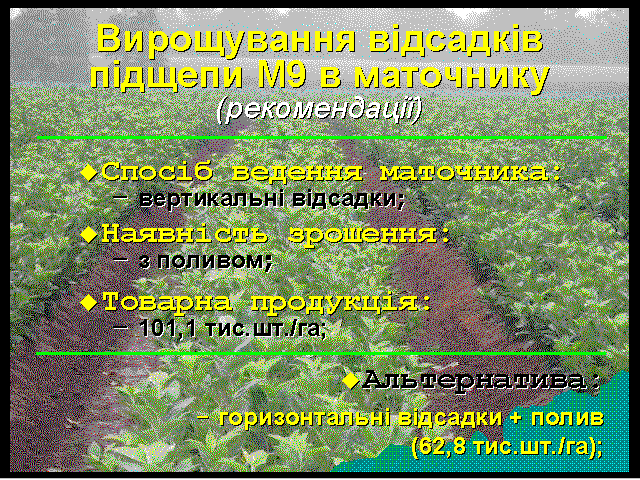 Вирощування відсадків
підщепи М9 в маточнику
(рекомендації)
◆Спосіб ведення маточника:
– вертикальні відсадки;
◆Наявність зрошення:
– з поливом;
◆Товарна продукція:
– 101,1 тис.шт./га;
◆Альтернатива:
– горизонтальні відсадки + полив
(62,8 тис.шт./га);